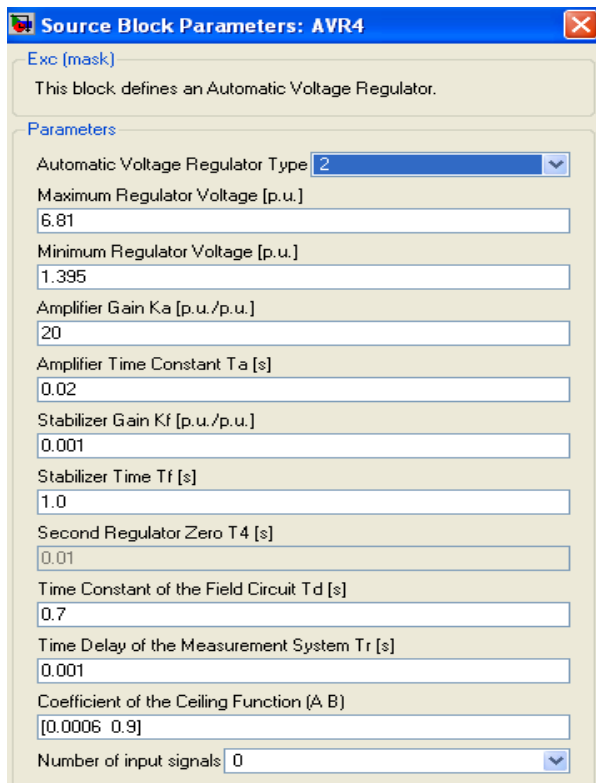 Source Block Parameters: AVR4
Exc (mask)
This block defines an Automatic Voltage Regulator.
Parameters
Automatic Voltage Regulator Type 2
Maximum Regulator Voltage [p.u.]
6.81
Minimum Regulator Voltage [p.u.]
1.395
Amplifier Gain Ka [p.u./p.u.]
20
Amplifier Time Constant Ta [s]
0.02
Stabilizer Gain Kf [p.u./p.u.]
0.001
Stabilizer Time Tf [s]
1.0
Second Regulator Zero T4 [s]
0.01
Time Constant of the Field Circuit Td [s]
0.7
Time Delay of the Measurement System Tr [s]
0.001
Coefficient of the Ceiling Function (A B)
[0.0006 0.9]
Number of input signals 0